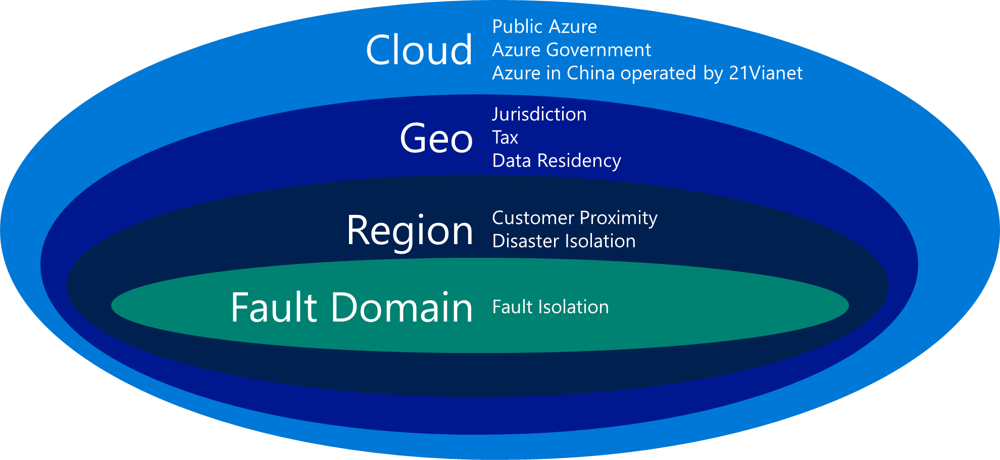 Cloud
Public Azure
Azure Government
Azure in China operated by 21Vianet
Geo
Jurisdiction
Tax
Data Residency
Region
Customer Proximity
Disaster Isolation
Fault Domain
Fault Isolation